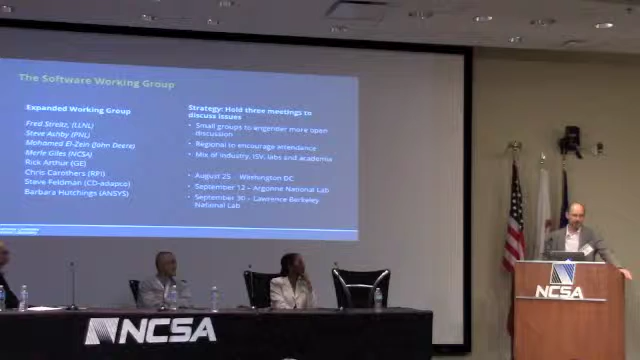 The Software Working Group
Expanded Working Group
Fred Streitz, (LLNL)
Steve Ashby (PNL)
Mohamed El-Zein (John Deere)
Merle Giles (NCSA)
Rick Arthur (GE)
Chris Carothers (RPI)
Steve Feldman (CD-adapco)
Barbara Hutchings (ANSYS)
Strategy: Hold three meetings to
discuss issues
• Small groups to engender more open
discussion
• Regional to encourage attendance
• Mix of industry, ISV, labs and academia
• August 25 – Washington DC
• September 12 – Argonne National Lab
• September 30 – Lawrence Berkeley
National Lab
NCSA
NCSA